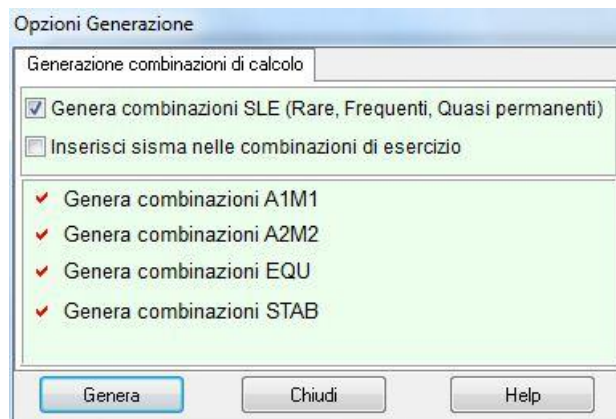 Opzioni Generazione
Generazione combinazioni di calcolo
Genera combinazioni SLE (Rare, Frequenti, Quasi permanenti)
Inserisci sisma nelle combinazioni di esercizio
Genera combinazioni A1M1
Genera combinazioni A2M2
Genera combinazioni EQU
Genera combinazioni STAB
Genera Chiudi Help